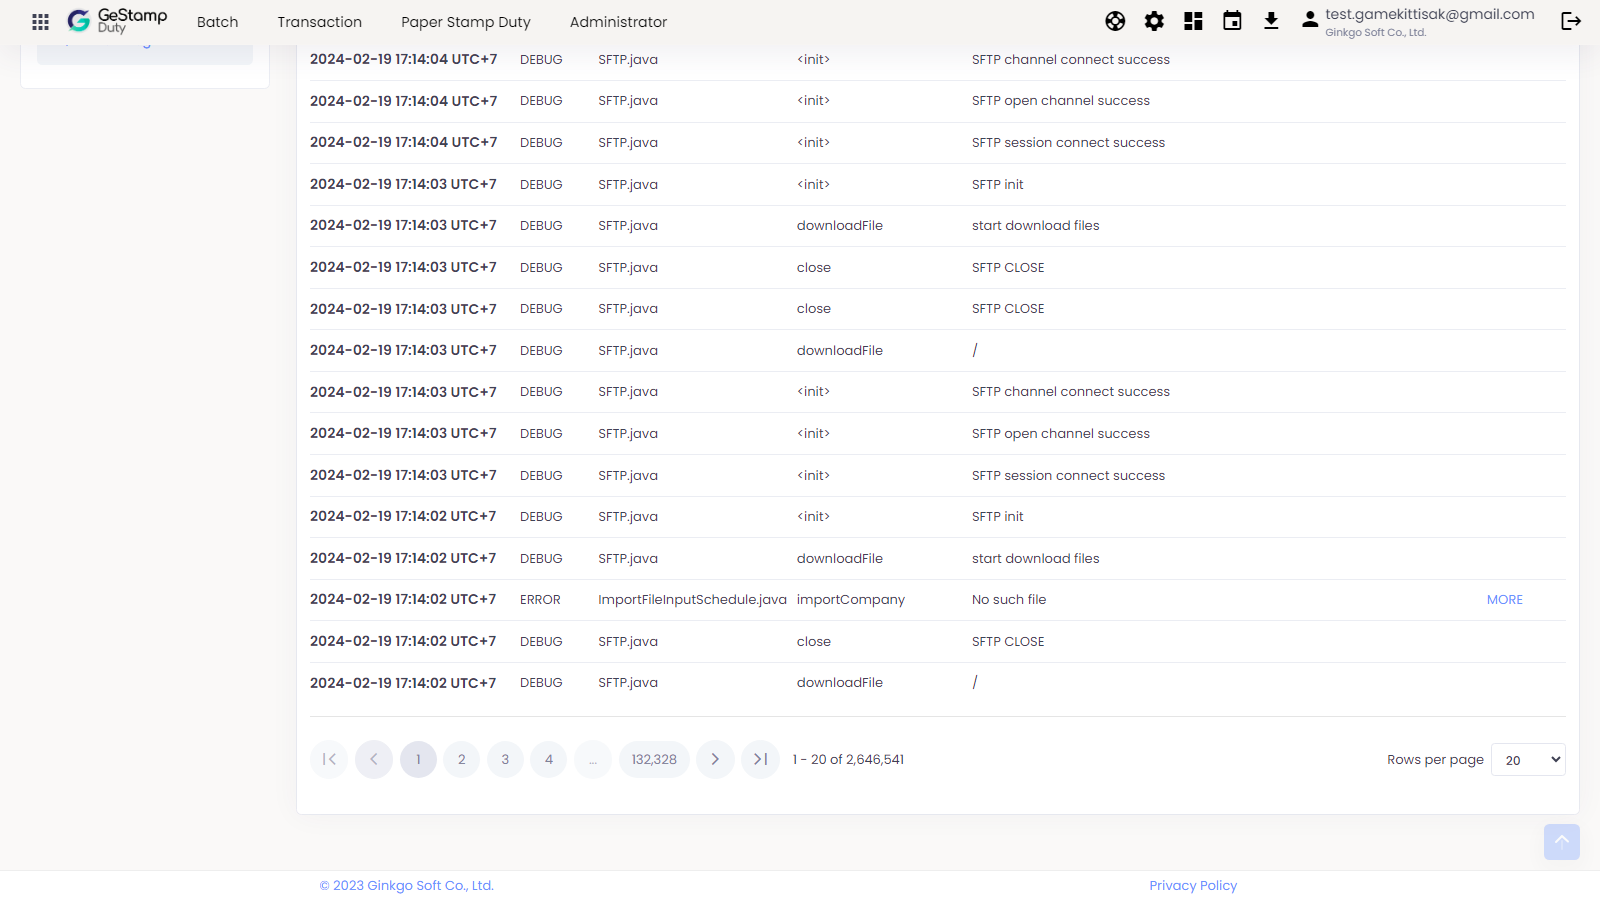 GeStamp
Duty
Batch
Transaction
Paper Stamp Duty
Administrator
test.gamekittisak@gmail.com
Ginkgo Soft Co., Ltd.
2024-02-19 17:14:04 UTC+7 DEBUG SFTP.java <init> SFTP channel connect success
2024-02-19 17:14:04 UTC+7 DEBUG SFTP.java <init> SFTP open channel success
2024-02-19 17:14:04 UTC+7 DEBUG SFTP.java <init> SFTP session connect success
2024-02-19 17:14:03 UTC+7 DEBUG SFTP.java <init> SFTP init
2024-02-19 17:14:03 UTC+7 DEBUG SFTP.java downloadFile start download files
2024-02-19 17:14:03 UTC+7 DEBUG SFTP.java close SFTP CLOSE
2024-02-19 17:14:03 UTC+7 DEBUG SFTP.java close SFTP CLOSE
2024-02-19 17:14:03 UTC+7 DEBUG SFTP.java downloadFile /
2024-02-19 17:14:03 UTC+7 DEBUG SFTP.java <init> SFTP channel connect success
2024-02-19 17:14:03 UTC+7 DEBUG SFTP.java <init> SFTP open channel success
2024-02-19 17:14:03 UTC+7 DEBUG SFTP.java <init> SFTP session connect success
2024-02-19 17:14:02 UTC+7 DEBUG SFTP.java <init> SFTP init
2024-02-19 17:14:02 UTC+7 DEBUG SFTP.java downloadFile start download files
2024-02-19 17:14:02 UTC+7 ERROR ImportFileInputSchedule.java importCompany No such file MORE
2024-02-19 17:14:02 UTC+7 DEBUG SFTP.java close SFTP CLOSE
2024-02-19 17:14:02 UTC+7 DEBUG SFTP.java downloadFile /
1 2 3 4 ... 132,328 1 - 20 of 2,646,541 Rows per page 20
© 2023 Ginkgo Soft Co., Ltd. Privacy Policy